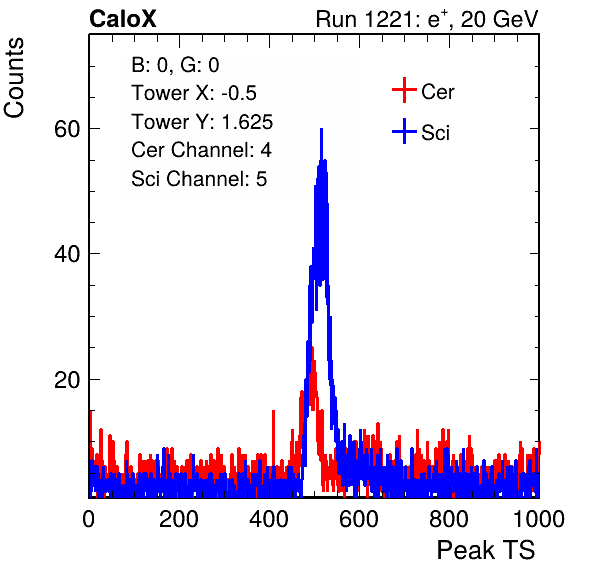 CaloX Run 1221: e⁺, 20 GeV
Counts
B: 0, G: 0
Tower X: -0.5
Tower Y: 1.625
Cer Channel: 4
Sci Channel: 5
Cer
Sci
60
40
20
0 200 400 600 800 1000
Peak TS